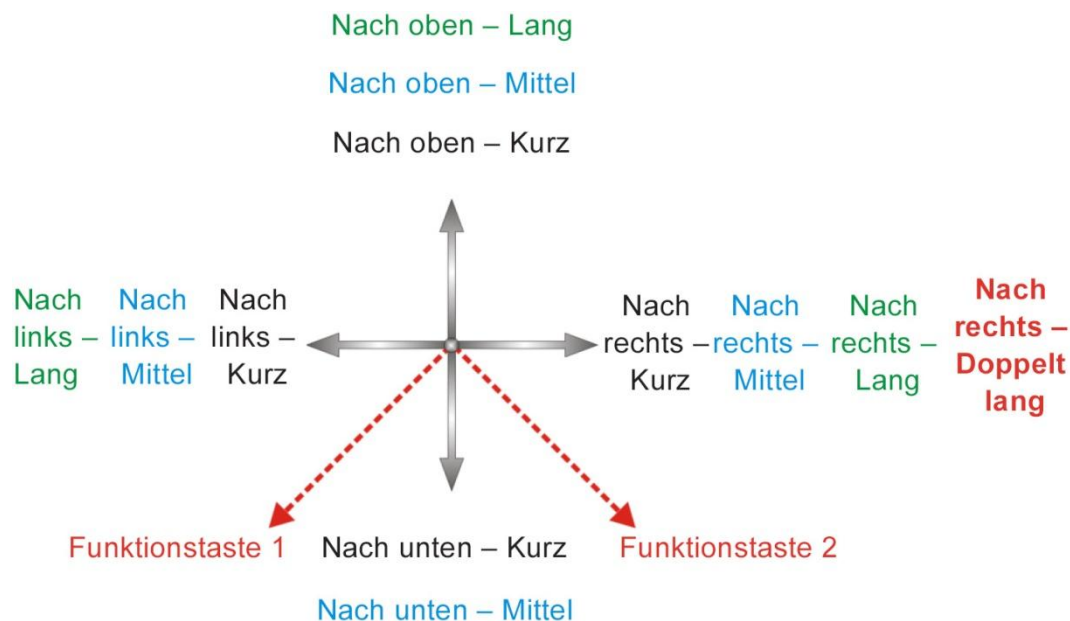 Nach oben – Lang
Nach oben – Mittel
Nach oben – Kurz
Nach
links –
Lang
Nach
links –
Mittel
Nach
links –
Kurz
Nach
rechts –
Kurz
Nach
rechts –
Mittel
Nach
rechts –
Lang
Nach
rechts –
Doppelt
lang
Funktionstaste 1
Nach unten – Kurz
Funktionstaste 2
Nach unten – Mittel